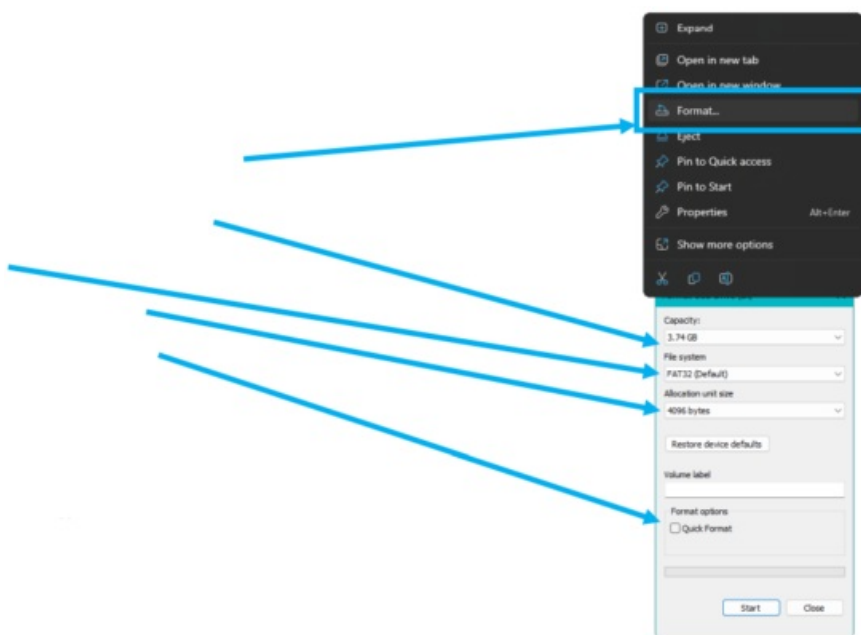 Expand
Open in new tab
Open in new window
Format...
Eject
Pin to Quick access
Pin to Start
Properties Alt+Enter
Show more options
Capacity:
3.74 GB
File system
FAT32 (Default)
Allocation unit size
4096 bytes
Restore device defaults
Volume label
Format options
Quick Format
Start Close